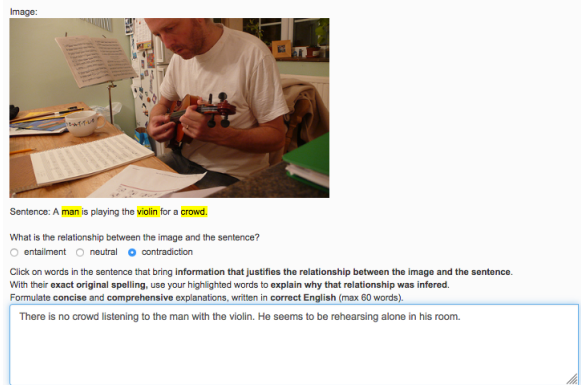 Image:
Sentence: A man is playing the violin for a crowd.
What is the relationship between the image and the sentence?
entailment neutral contradiction
Click on words in the sentence that bring information that justifies the relationship between the image and the sentence.
With their exact original spelling, use your highlighted words to explain why that relationship was infered.
Formulate concise and comprehensive explanations, written in correct English (max 60 words).
There is no crowd listening to the man with the violin. He seems to be rehearsing alone in his room.